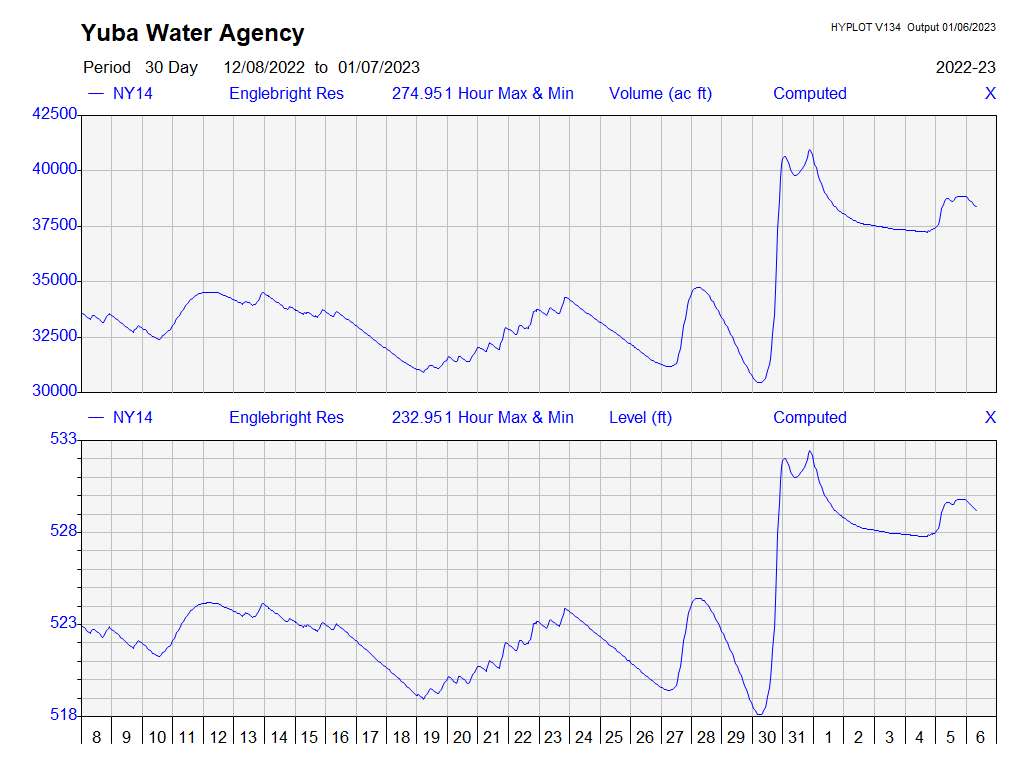 Yuba Water Agency
HYPLOT V134 Output 01/06/2023
Period 30 Day 12/08/2022 to 01/07/2023 2022-23
NY14 Englebright Res 274.951 Hour Max & Min Volume (ac ft) Computed X
42500
40000
37500
35000
32500
30000
NY14 Englebright Res 232.951 Hour Max & Min Level (ft) Computed X
533
528
523
518
8 9 10 11 12 13 14 15 16 17 18 19 20 21 22 23 24 25 26 27 28 29 30 31 1 2 3 4 5 6